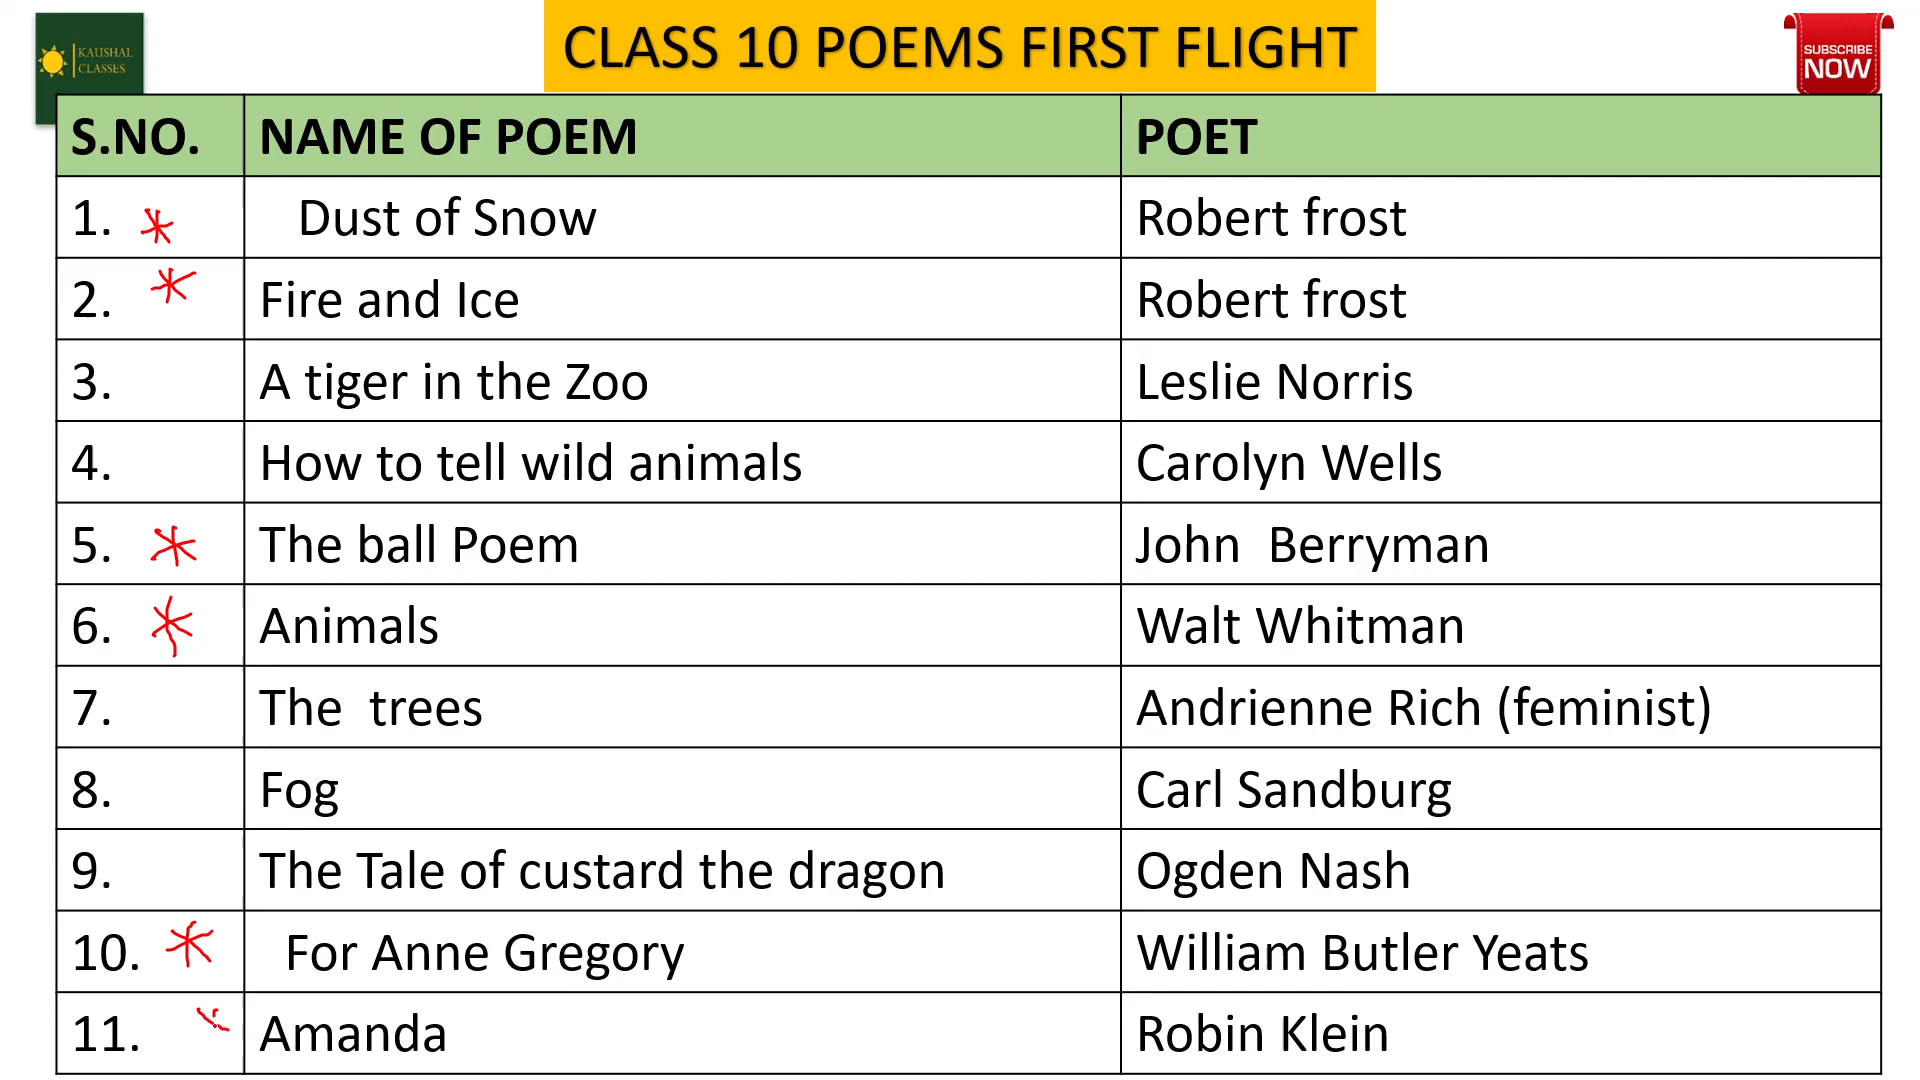 KAUSHAL
CLASSES
CLASS 10 POEMS FIRST FLIGHT
SUBSCRIBE
NOW
S.NO. NAME OF POEM POET
1. Dust of Snow Robert frost
2. Fire and Ice Robert frost
3. A tiger in the Zoo Leslie Norris
4. How to tell wild animals Carolyn Wells
5. The ball Poem John Berryman
6. Animals Walt Whitman
7. The trees Andrienne Rich (feminist)
8. Fog Carl Sandburg
9. The Tale of custard the dragon Ogden Nash
10. For Anne Gregory William Butler Yeats
11. Amanda Robin Klein